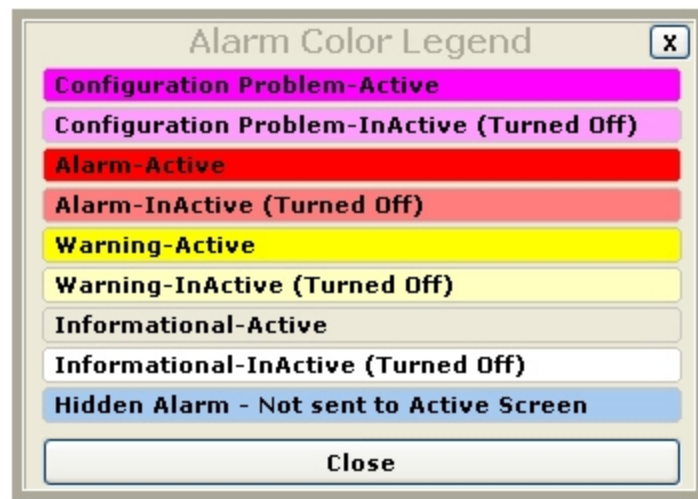 Alarm Color Legend
X
Configuration Problem-Active
Configuration Problem-InActive (Turned Off)
Alarm-Active
Alarm-InActive (Turned Off)
Warning-Active
Warning-InActive (Turned Off)
Informational-Active
Informational-InActive (Turned Off)
Hidden Alarm - Not sent to Active Screen
Close